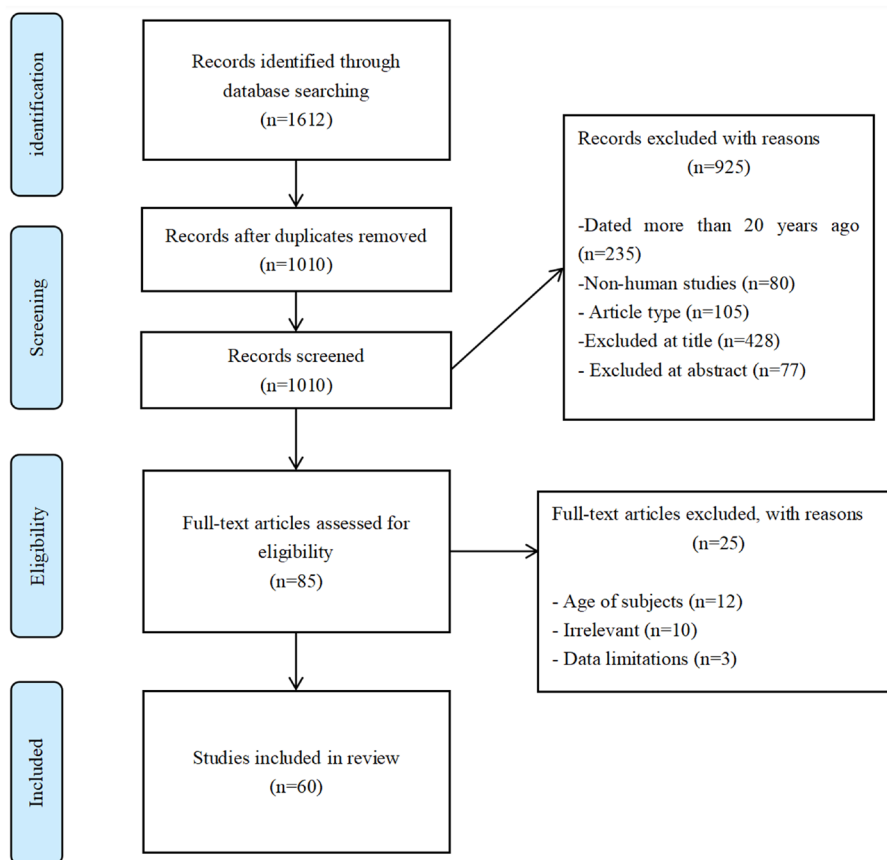 identification
Records identified through
database searching
(n=1612)
Records excluded with reasons
(n=925)
-Dated more than 20 years ago
(n=235)
-Non-human studies (n=80)
- Article type (n=105)
-Excluded at title (n=428)
- Excluded at abstract (n=77)
Screening
Records after duplicates removed
(n=1010)
Records screened
(n=1010)
Eligibility
Full-text articles assessed for
eligibility
(n=85)
Full-text articles excluded, with reasons
(n=25)
- Age of subjects (n=12)
- Irrelevant (n=10)
- Data limitations (n=3)
Included
Studies included in review
(n=60)